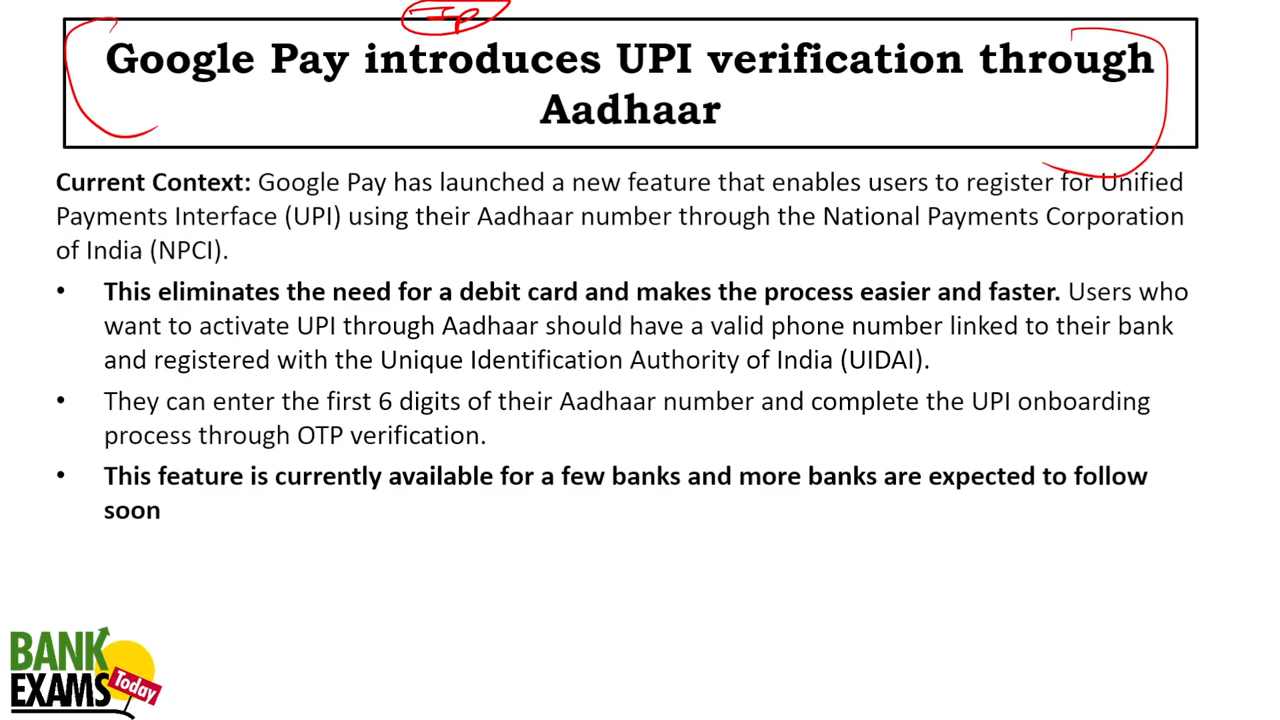 Imp
Google Pay introduces UPI verification through
Aadhaar
Current Context: Google Pay has launched a new feature that enables users to register for Unified
Payments Interface (UPI) using their Aadhaar number through the National Payments Corporation
of India (NPCI).
• This eliminates the need for a debit card and makes the process easier and faster. Users who
want to activate UPI through Aadhaar should have a valid phone number linked to their bank
and registered with the Unique Identification Authority of India (UIDAI).
• They can enter the first 6 digits of their Aadhaar number and complete the UPI onboarding
process through OTP verification.
• This feature is currently available for a few banks and more banks are expected to follow
soon
BANK
EXAMS
Today